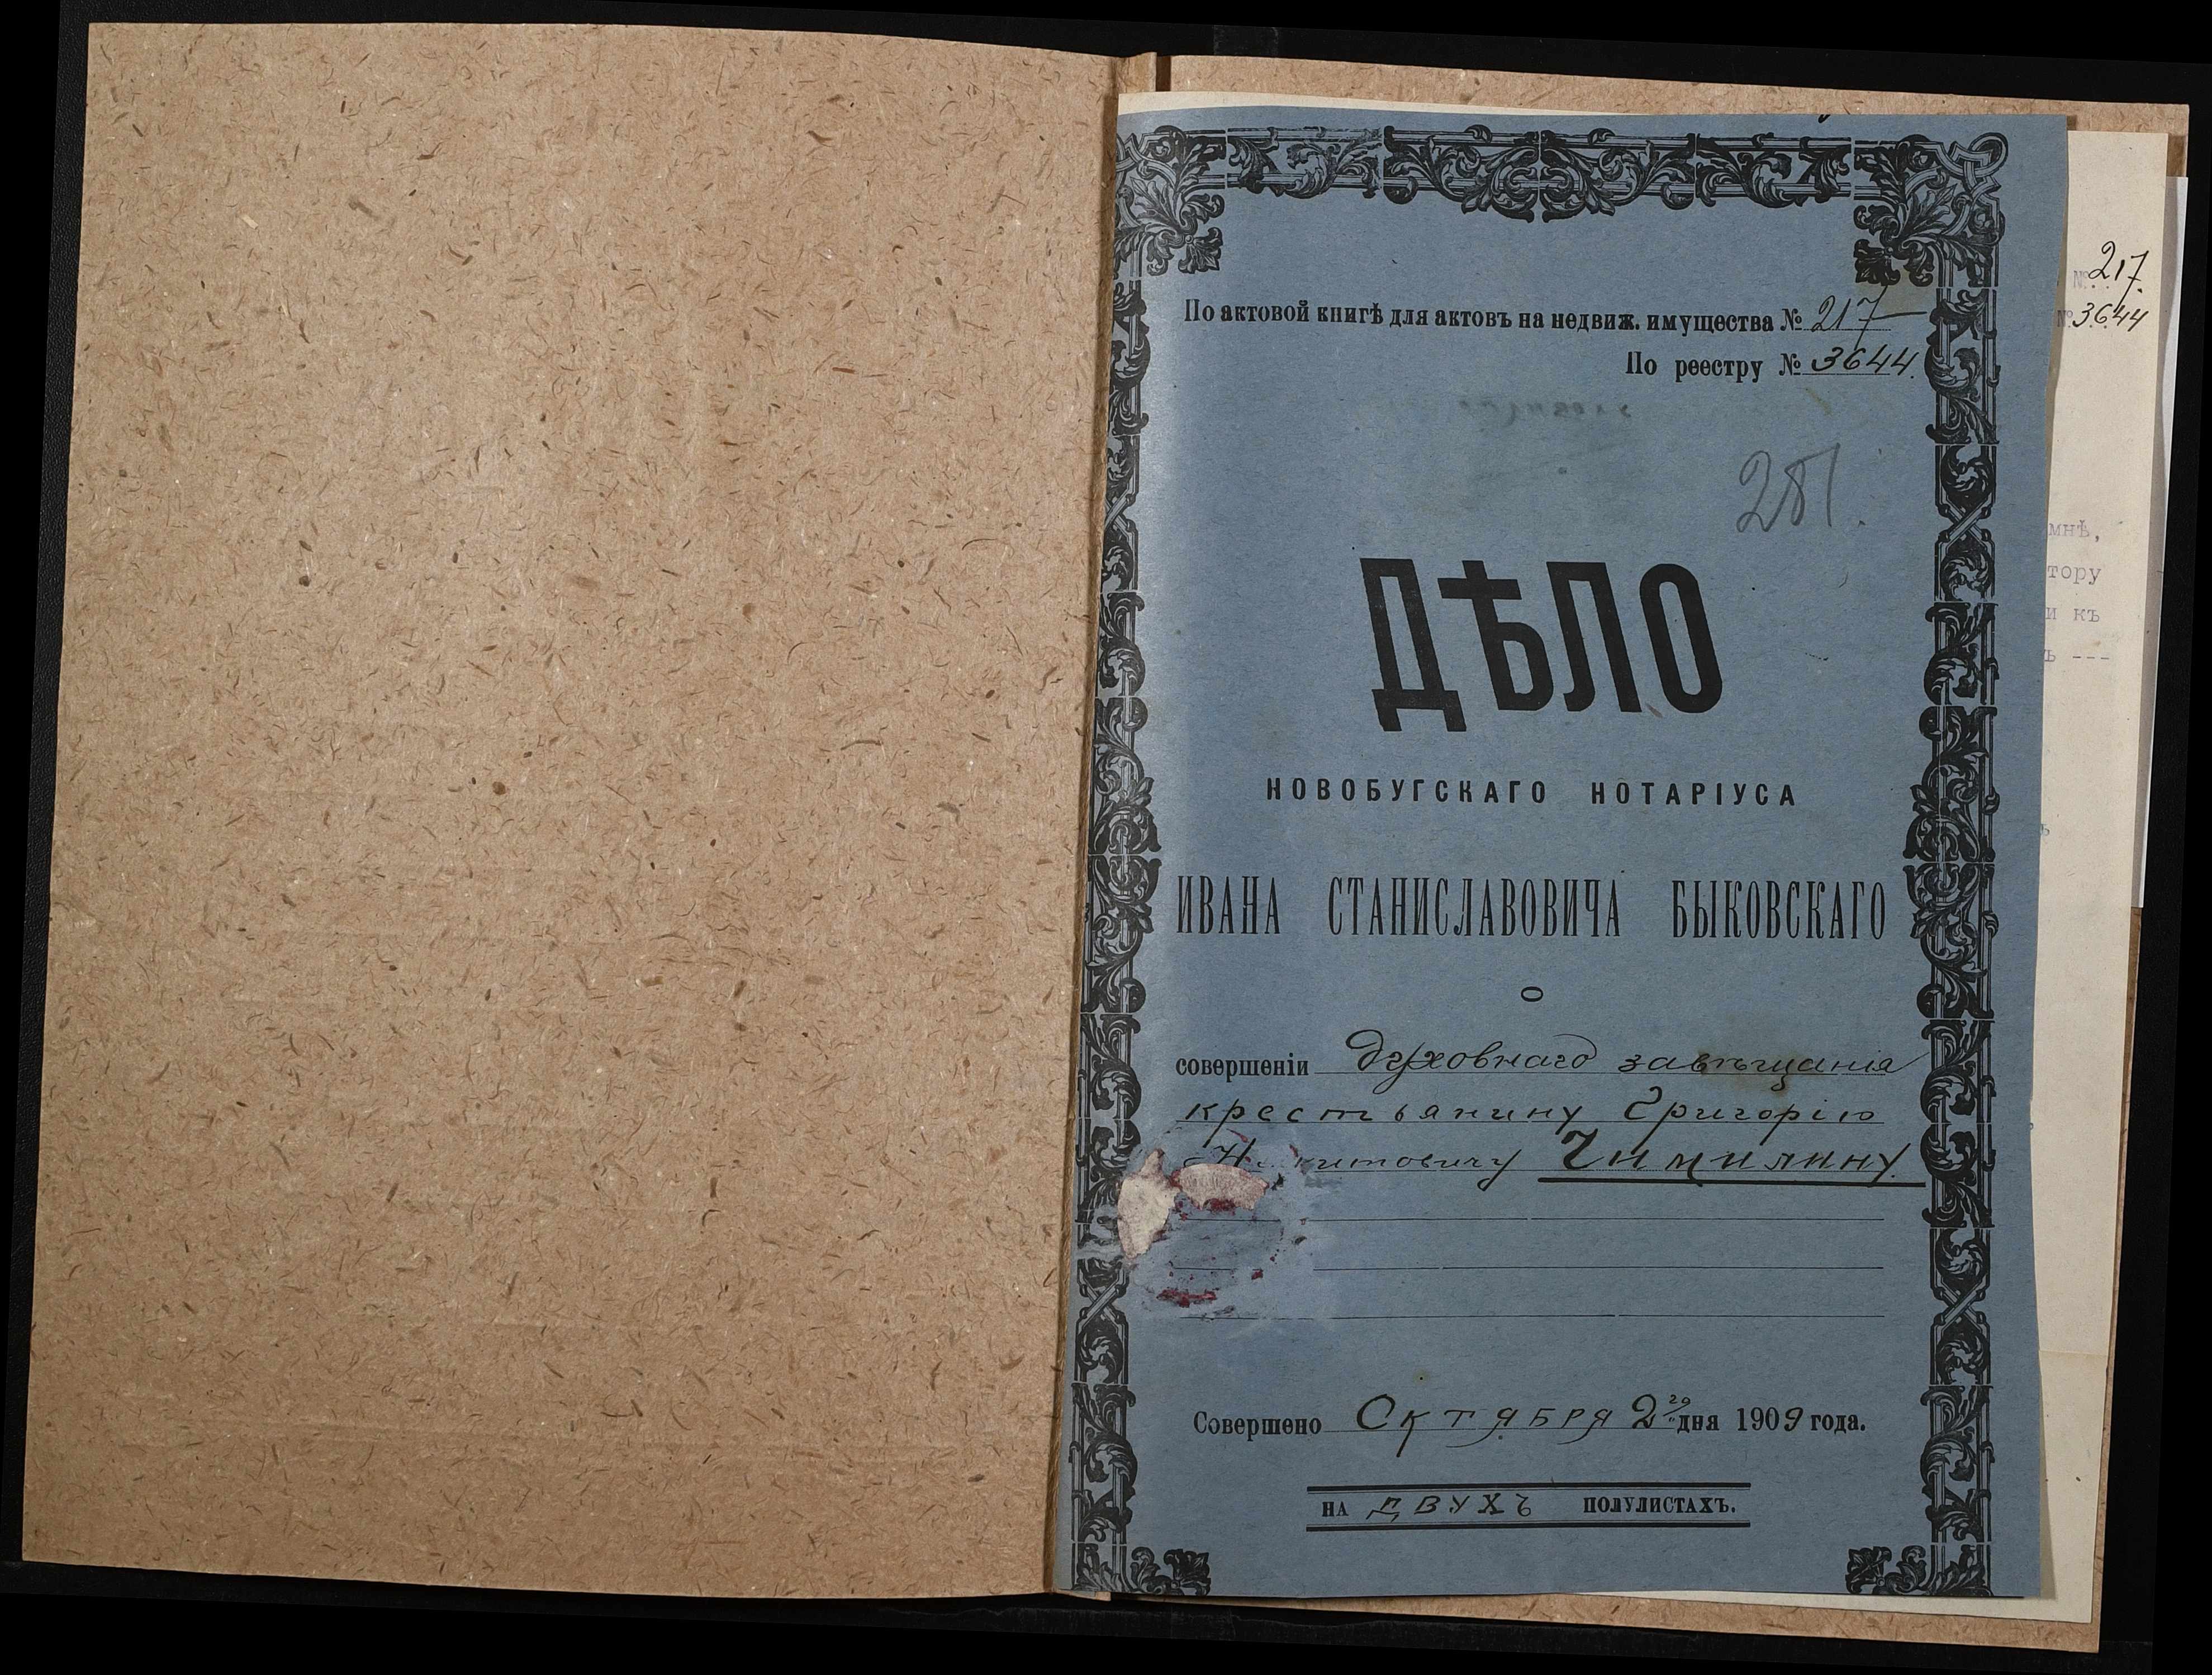 По актовой книгѣ для актовъ на недвиж. имущества № 217
По реестру № 3644.
281.
ДѢЛО
НОВОБУГСКАГО НОТАРІУСА
ИВАНА СТАНИСЛАВОВИЧА БЫКОВСКАГО
О
совершеніи духовнаго завѣщанія
крестьянину Григорію
Чимилину.
Совершено Октября 2го дня 1909 года.
НА ДВУХЪ ПОЛУЛИСТАХЪ.
№ 217.
№ 3644
мнѣ,
тору
и къ
ъ ---